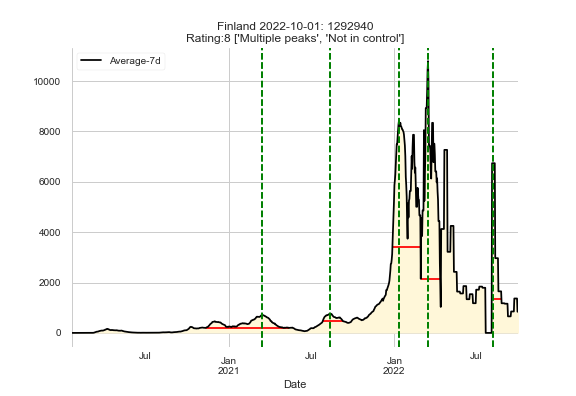 Finland 2022-10-01: 1292940
Rating:8 ['Multiple peaks', 'Not in control']
Average-7d
10000
8000
6000
4000
2000
0
Jul
Jan
2021
Jul
Jan
2022
Jul
Date